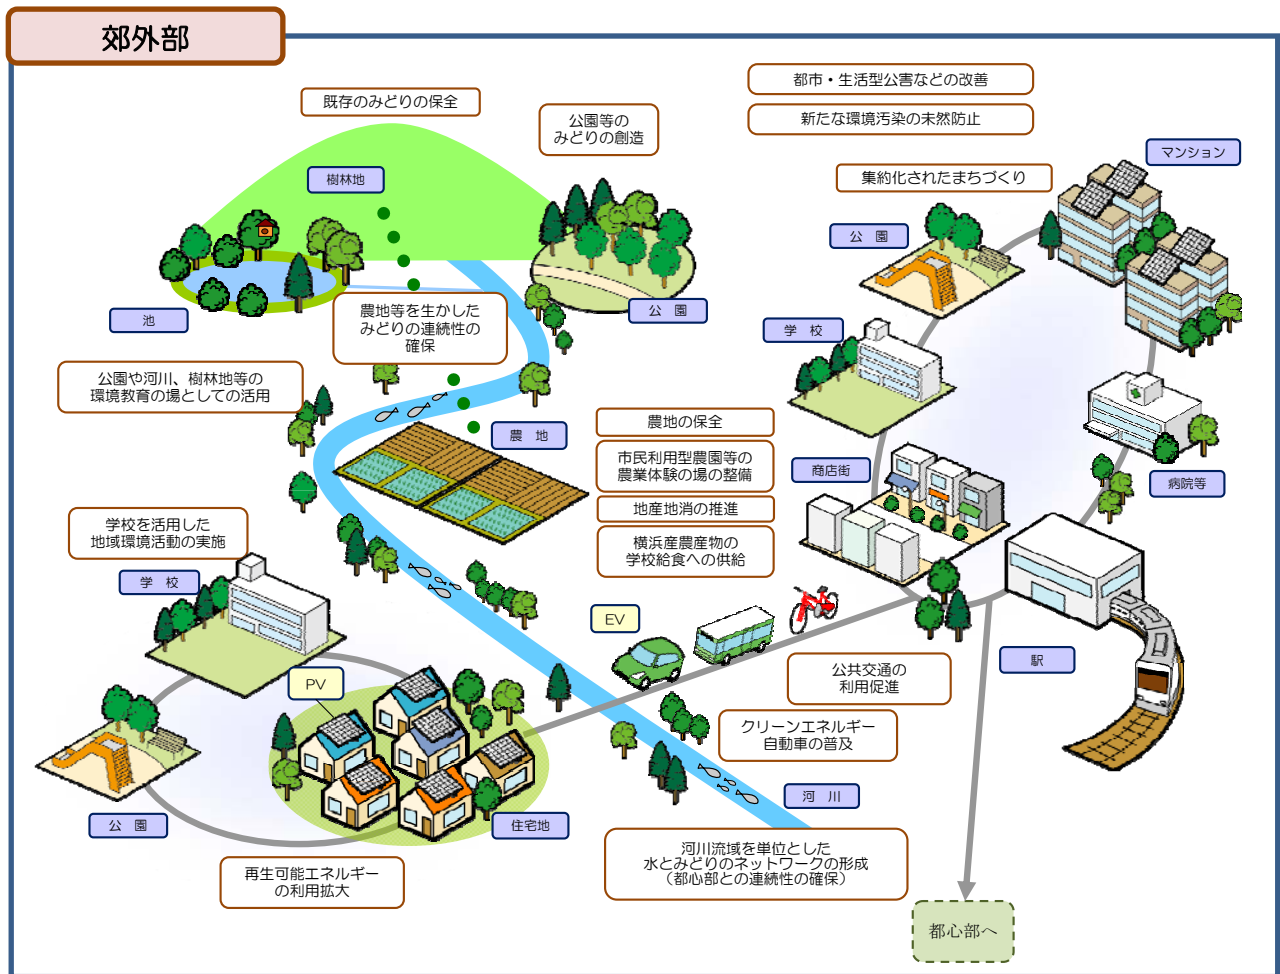 郊外部
都市・生活型公害などの改善
既存のみどりの保全
公園等の
みどりの創造
新たな環境汚染の未然防止
マンション
樹林地
集約化されたまちづくり
公 園
池
農地等を生かした
みどりの連続性の
確保
公 園
学 校
公園や河川、樹林地等の
環境教育の場としての活用
農 地
農地の保全
市民利用型農園等の
農業体験の場の整備
商店街
病院等
地産地消の推進
学校を活用した
地域環境活動の実施
横浜産農産物の
学校給食への供給
学 校
EV
駅
PV
公共交通の
利用促進
クリーンエネルギー
自動車の普及
河 川
公 園
住宅地
再生可能エネルギー
の利用拡大
河川流域を単位とした
水とみどりのネットワークの形成
（都心部との連続性の確保）
都心部へ